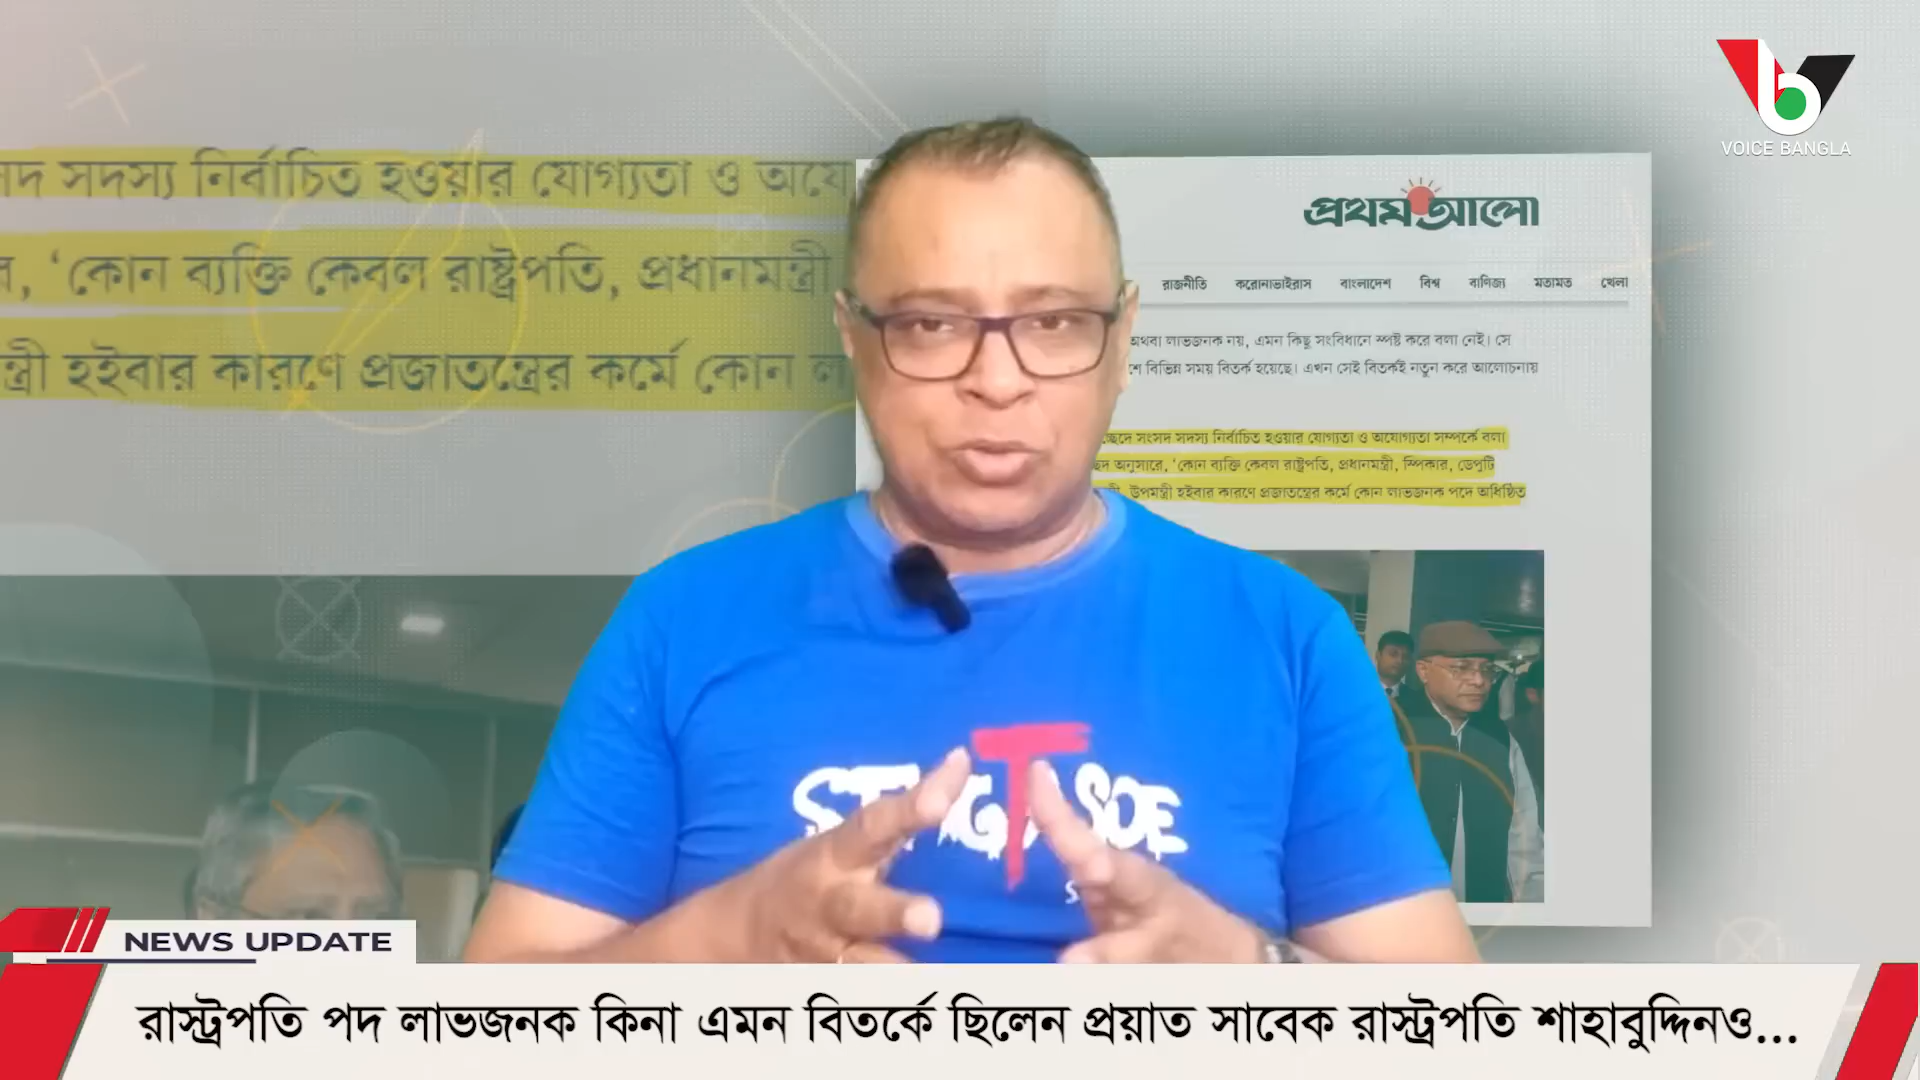 VOICE BANGLA
সদস্য নির্বাচিত হওয়ার যোগ্যতা ও
‘কোন ব্যক্তি কেবল রাষ্ট্রপতি, প্রধানমন্ত্রী
হইবার কারণে প্রজাতন্ত্রের কর্মে কোন
প্রথম আলো
রাজনীতি করোনাভাইরাস বাংলাদেশ বিশ্ব বাণিজ্য মতামত খেলা
অথবা লাভজনক নয়, এমন কিছু সংবিধানে স্পষ্ট করে বলা নেই। সে
বিভিন্ন সময় বিতর্ক হয়েছে। এখন সেই বিতর্কই নতুন করে আলোচনায়
সংসদ সদস্য নির্বাচিত হওয়ার যোগ্যতা ও অযোগ্যতা সম্পর্কে বলা
অনুসারে, ‘কোন ব্যক্তি কেবল রাষ্ট্রপতি, প্রধানমন্ত্রী, স্পিকার, ডেপুটি
উপমন্ত্রী হইবার কারণে প্রজাতন্ত্রের কর্মে কোন লাভজনক পদে অধিষ্ঠিত
NEWS UPDATE
রাস্ট্রপতি পদ লাভজনক কিনা এমন বিতর্কে ছিলেন প্রয়াত সাবেক রাস্ট্রপতি শাহাবুদ্দিনও...